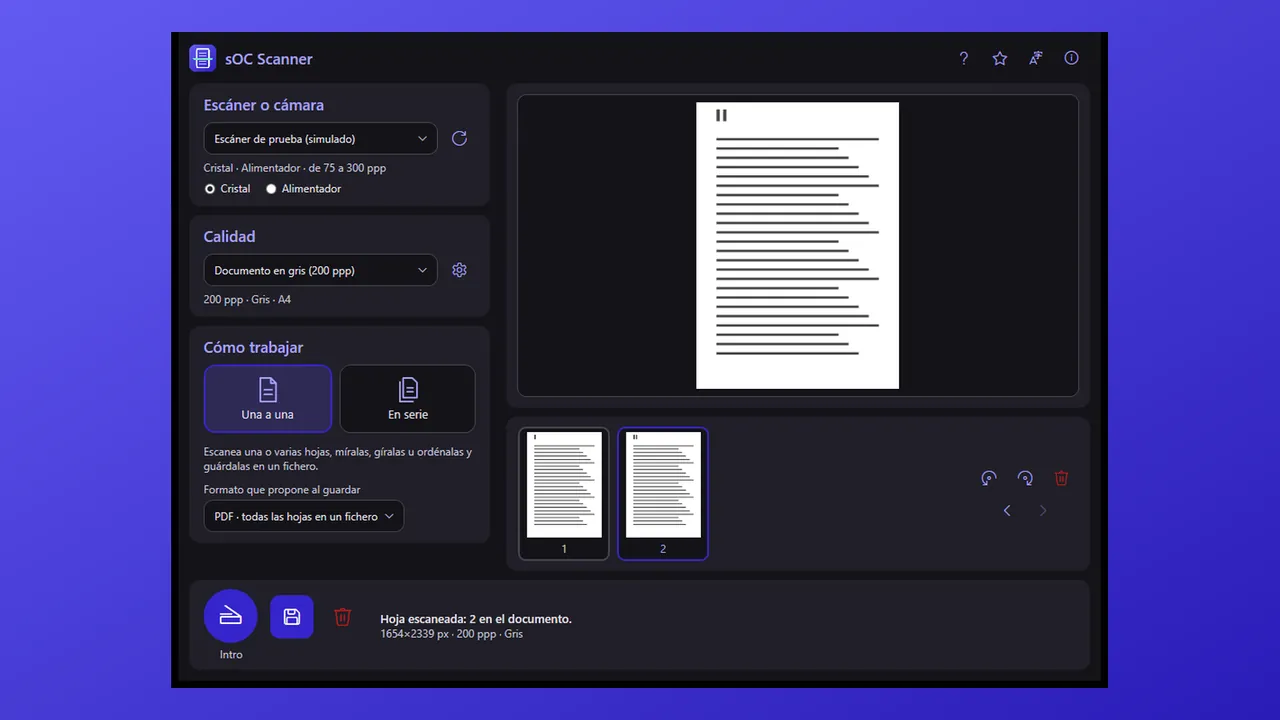 sOC Scanner
?
Escáner o cámara
Escáner de prueba (simulado)
Cristal · Alimentador · de 75 a 300 ppp
Cristal
Alimentador
Calidad
Documento en gris (200 ppp)
200 ppp · Gris · A4
Cómo trabajar
Una a una
En serie
Escanea una o varias hojas, míralas, gíralas u ordénalas y
guárdalas en un fichero.
Formato que propone al guardar
PDF · todas las hojas en un fichero
1
2
Intro
Hoja escaneada: 2 en el documento.
1654×2339 px · 200 ppp · Gris